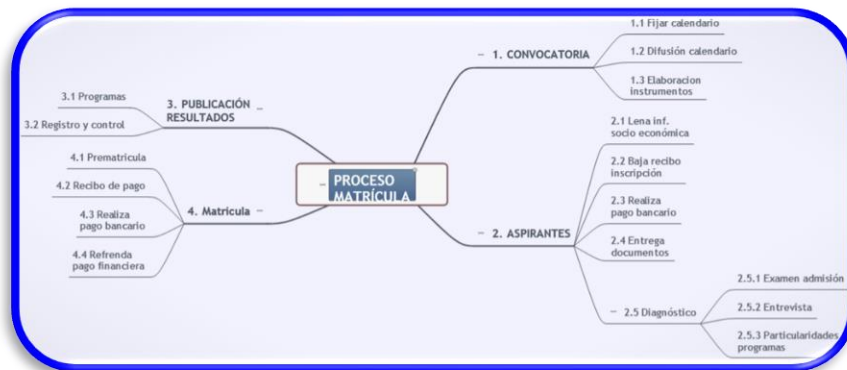 PROCESO
MATRÍCULA
1. CONVOCATORIA
1.1 Fijar calendario
1.2 Difusión calendario
1.3 Elaboracion
instrumentos
2. ASPIRANTES
2.1 Lena inf.
socio económica
2.2 Baja recibo
inscripción
2.3 Realiza
pago bancario
2.4 Entrega
documentos
2.5 Diagnóstico
2.5.1 Examen admisión
2.5.2 Entrevista
2.5.3 Particularidades
programas
3. PUBLICACIÓN
RESULTADOS
3.1 Programas
3.2 Registro y control
4. Matricula
4.1 Prematricula
4.2 Recibo de pago
4.3 Realiza
pago bancario
4.4 Refrenda
pago financiera